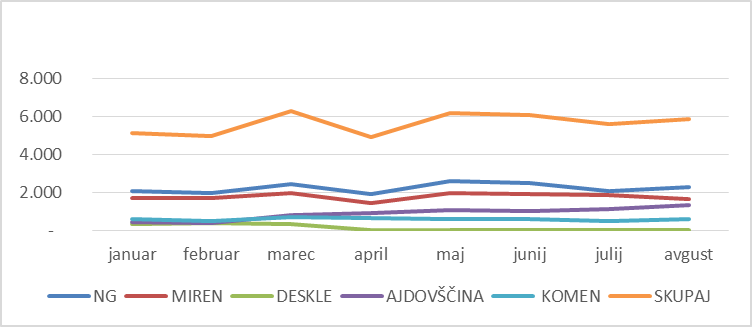 8.000
6.000
4.000
2.000
-
januar februar marec april maj junij julij avgust
NG MIREN DESKLE AJDOVŠČINA KOMEN SKUPAJ